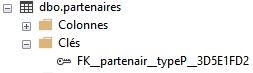 dbo.partenaires
Colonnes
Clés
FK__partenair__typeP__3D5E1FD2